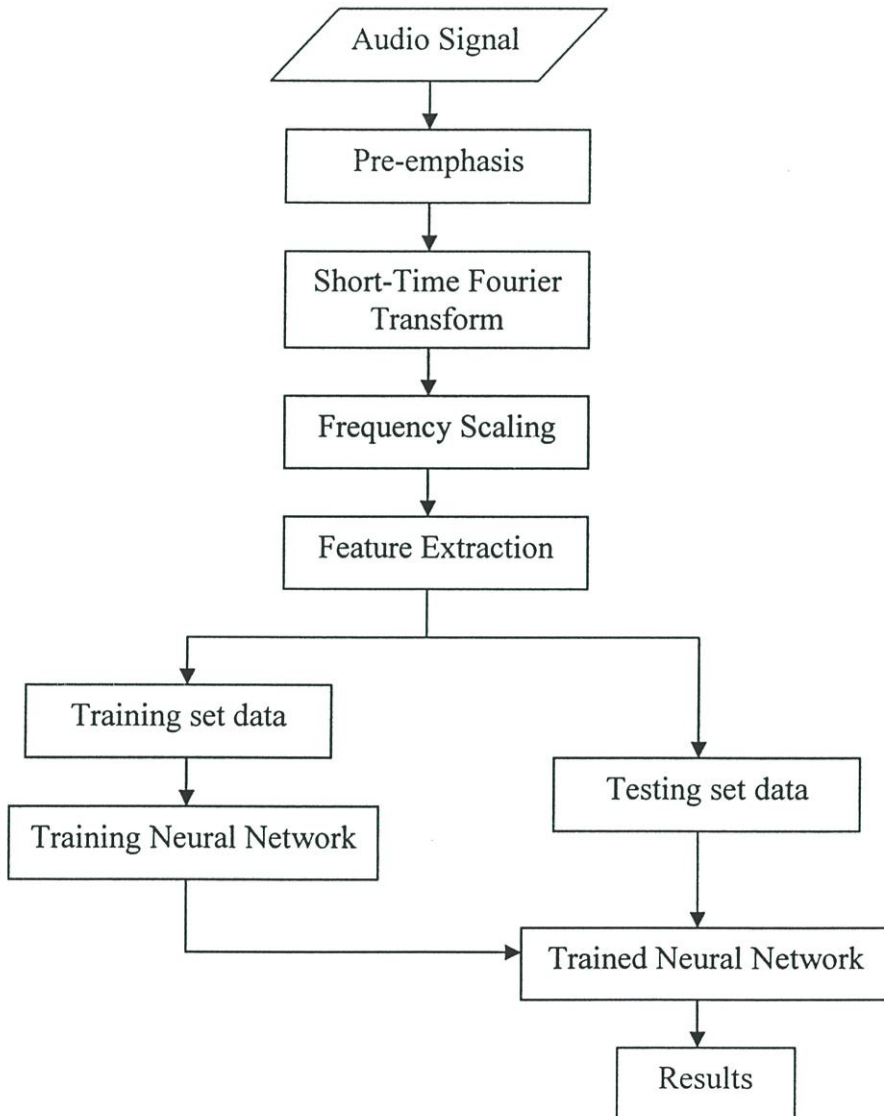 Audio Signal
Pre-emphasis
Short-Time Fourier
Transform
Frequency Scaling
Feature Extraction
Training set data
Testing set data
Training Neural Network
Trained Neural Network
Results